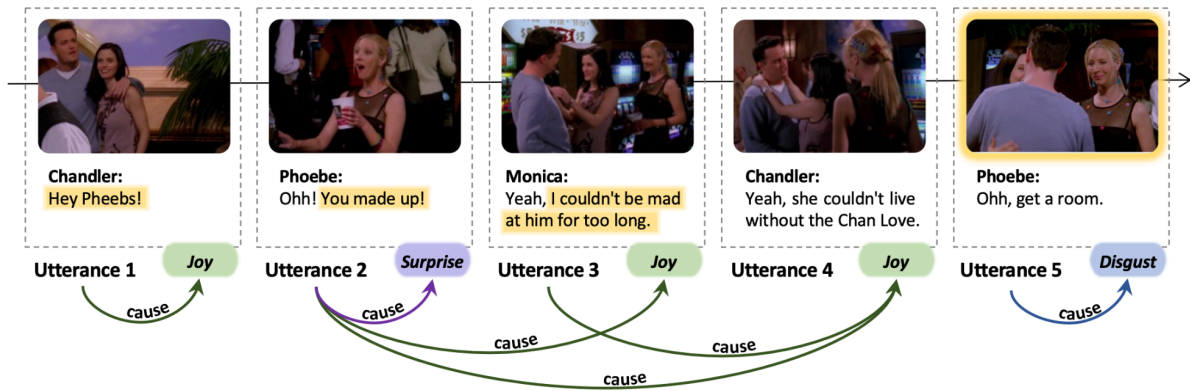 Chandler:
Hey Pheebs!
Phoebe:
Ohh! You made up!
Monica:
Yeah, I couldn't be mad
at him for too long.
Chandler:
Yeah, she couldn't live
without the Chan Love.
Phoebe:
Ohh, get a room.
Utterance 1
Joy
Utterance 2
Surprise
Utterance 3
Joy
Utterance 4
Joy
Utterance 5
Disgust
cause
cause
cause
cause
cause
cause